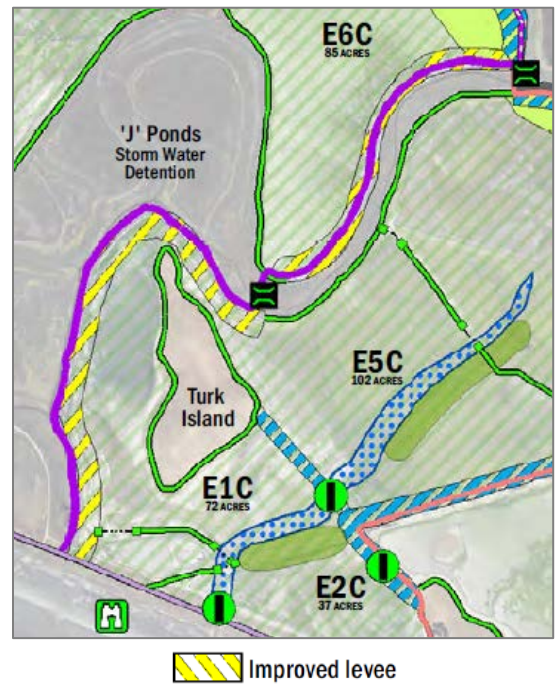 E6C
85 ACRES
'J' Ponds
Storm Water
Detention
E5C
102 ACRES
Turk
Island
E1C
72 ACRES
E2C
37 ACRES
Improved levee